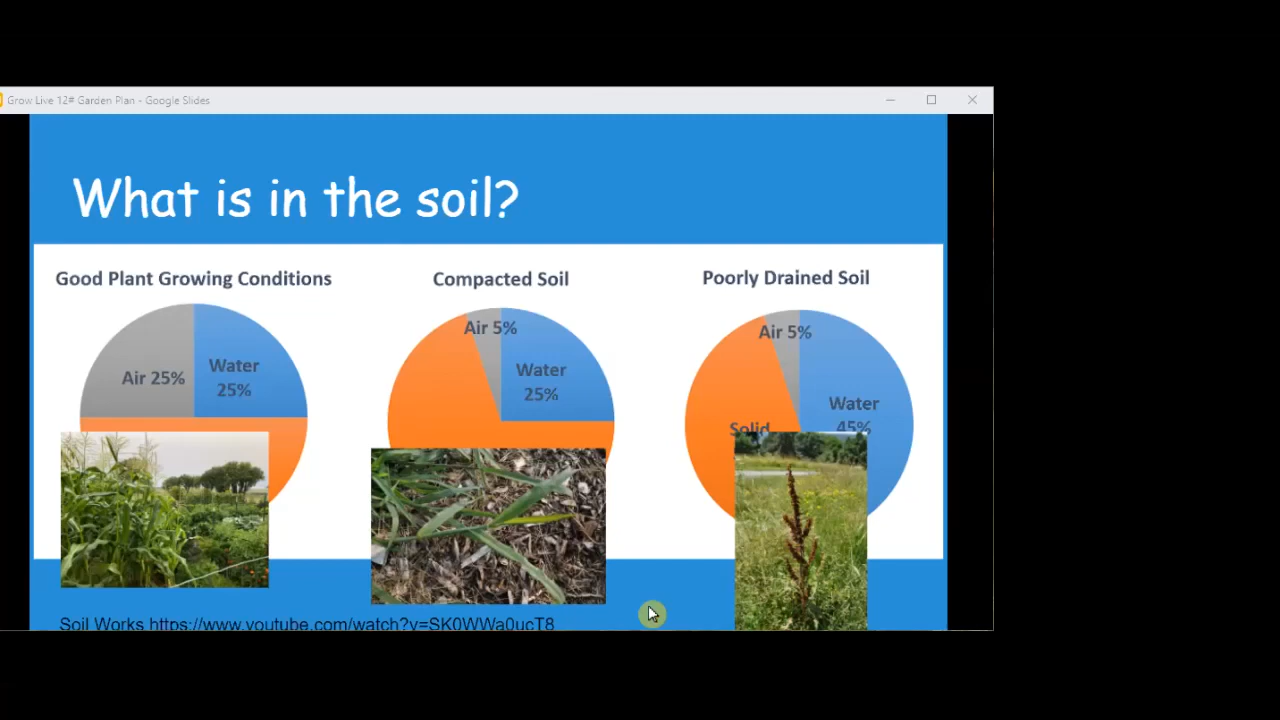 Grow Live 12# Garden Plan - Google Slides
What is in the soil?
Good Plant Growing Conditions
Air 25%
Water
25%
Compacted Soil
Air 5%
Water
25%
Poorly Drained Soil
Air 5%
Water
45%
Solid
Soil Works https://www.youtube.com/watch?v=SK0WWa0ucT8